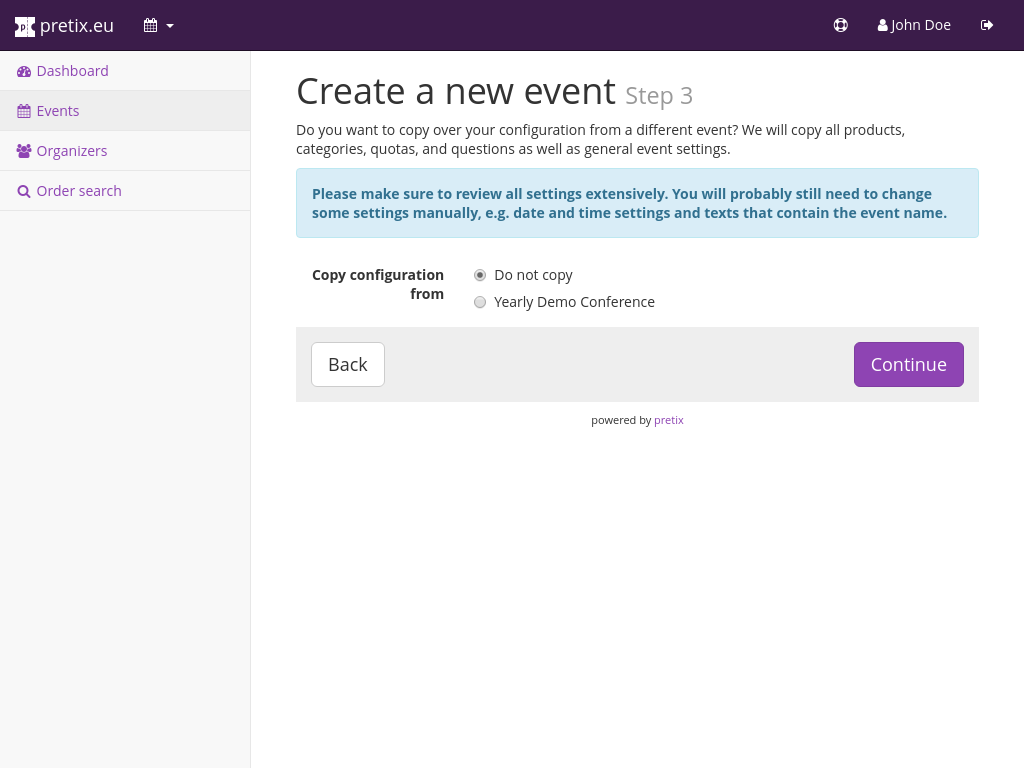 pretix.eu
John Doe
Dashboard
Events
Organizers
Order search
Create a new event Step 3
Do you want to copy over your configuration from a different event? We will copy all products,
categories, quotas, and questions as well as general event settings.
Please make sure to review all settings extensively. You will probably still need to change
some settings manually, e.g. date and time settings and texts that contain the event name.
Copy configuration
from
Do not copy
Yearly Demo Conference
Back
Continue
powered by pretix